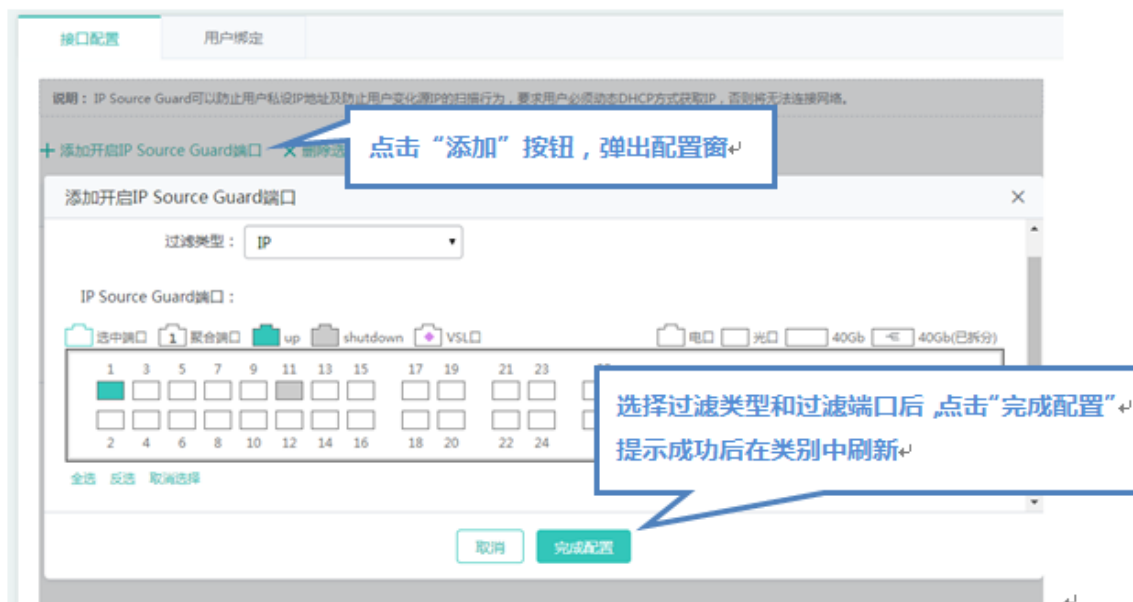 接口配置 用户绑定
说明： IP Source Guard可以防止用户私设IP地址及防止用户变化源IP的扫描行为，要求用户必须动态DHCP方式获取IP，否则将无法连接网络。
+ 添加开启IP Source Guard端口 × 删除选
点击“添加”按钮，弹出配置窗
添加开启IP Source Guard端口 ×
过滤类型： IP
IP Source Guard端口：
选中端口 1 聚合端口 up shutdown VSL口 电口 光口 40Gb 40Gb(已拆分)
1 3 5 7 9 11 13 15 17 19 21 23
2 4 6 8 10 12 14 16 18 20 22 24
选择过滤类型和过滤端口后,点击“完成配置”
提示成功后在类别中刷新
全选 反选 取消选择
取消 完成配置